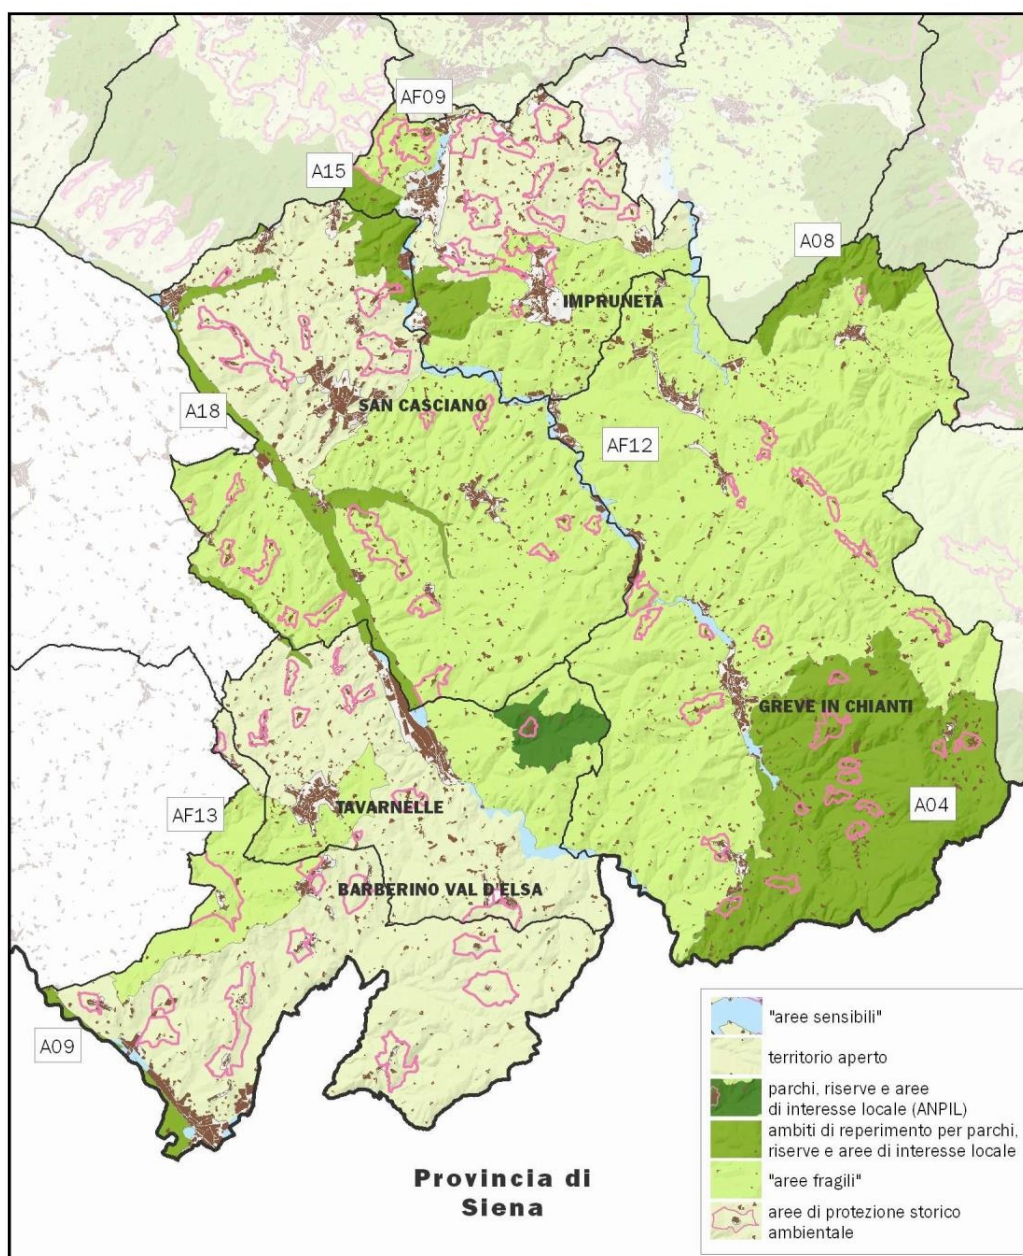 AF09
A15
A08
IMPRUNETA
A18
SAN CASCIANO
AF12
GREVE IN CHIANTI
A04
AF13
TAVARNELLE
BARBERINO VAL D'ELSA
A09
Provincia di
Siena
"aree sensibili"
territorio aperto
parchi, riserve e aree
di interesse locale (ANPIL)
ambiti di reperimento per parchi,
riserve e aree di interesse locale
"aree fragili"
aree di protezione storico
ambientale